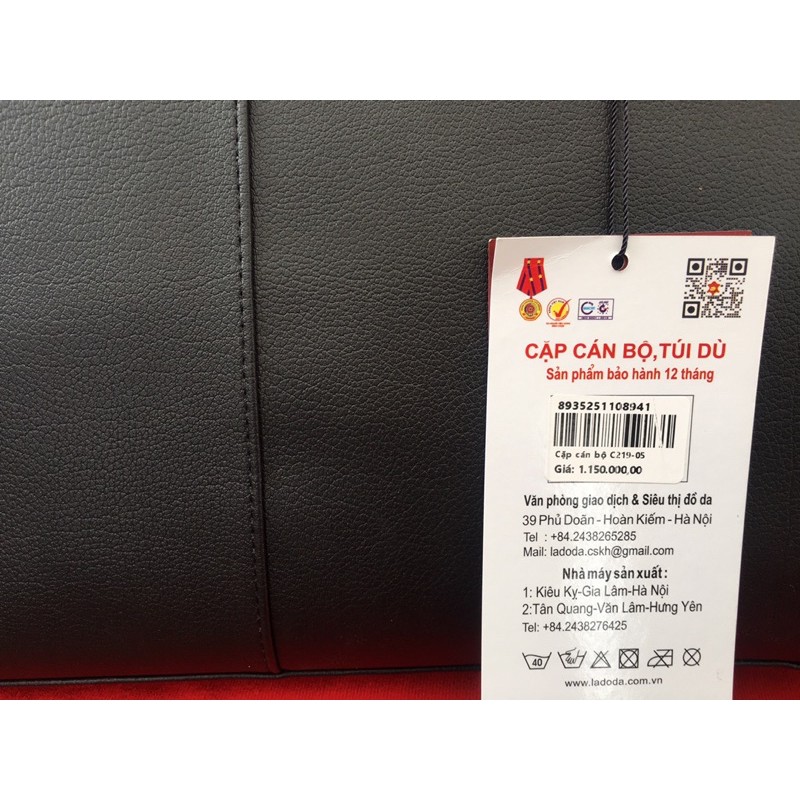 CẶP CÁN BỘ,TÚI DÙ
Sản phẩm bảo hành 12 tháng
8935251108941
Cặp cán bộ C219-05
Giá: 1.150.000,00
Văn phòng giao dịch & Siêu thị đồ da
39 Phủ Doãn - Hoàn Kiếm - Hà Nội
Tel : +84.2438265285
Mail: ladoda.cskh@gmail.com
Nhà máy sản xuất :
1: Kiêu Kỵ-Gia Lâm-Hà Nội
2:Tân Quang-Văn Lâm-Hưng Yên
Tel: +84.2438276425
40
www.ladoda.com.vn